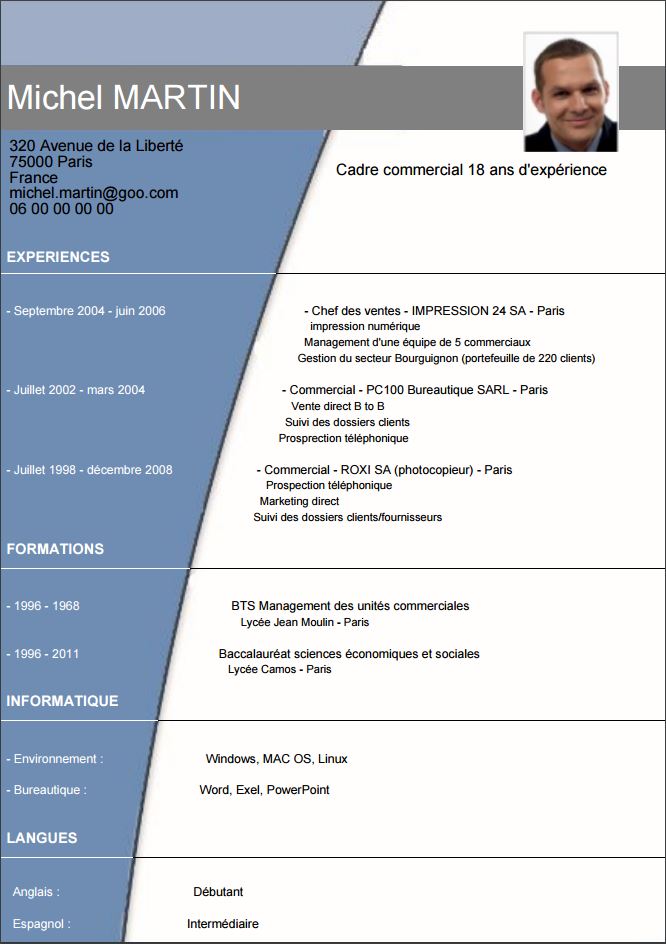 Michel MARTIN
320 Avenue de la Liberté
75000 Paris
France
michel.martin@goo.com
06 00 00 00 00
Cadre commercial 18 ans d'expérience
EXPERIENCES
- Septembre 2004 - juin 2006 - Chef des ventes - IMPRESSION 24 SA - Paris
impression numérique
Management d'une équipe de 5 commerciaux
Gestion du secteur Bourguignon (portefeuille de 220 clients)
- Juillet 2002 - mars 2004 - Commercial - PC100 Bureautique SARL - Paris
Vente direct B to B
Suivi des dossiers clients
Prosprection téléphonique
- Juillet 1998 - décembre 2008 - Commercial - ROXI SA (photocopieur) - Paris
Prospection téléphonique
Marketing direct
Suivi des dossiers clients/fournisseurs
FORMATIONS
- 1996 - 1968 BTS Management des unités commerciales
Lycée Jean Moulin - Paris
- 1996 - 2011 Baccalauréat sciences économiques et sociales
Lycée Camos - Paris
INFORMATIQUE
- Environnement : Windows, MAC OS, Linux
- Bureautique : Word, Exel, PowerPoint
LANGUES
Anglais : Débutant
Espagnol : Intermédiaire